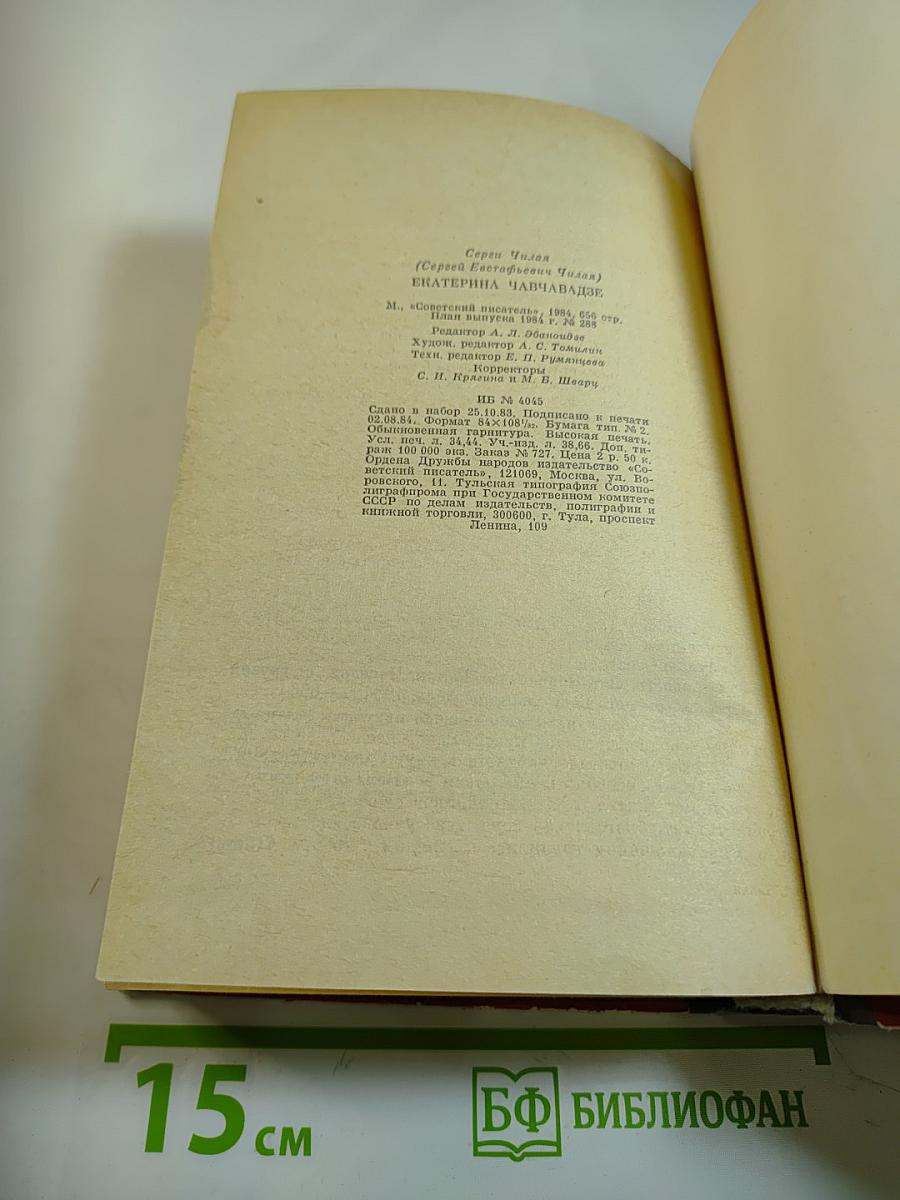 Серги Чилая
(Сергей Евстафьевич Чилая)
ЕКАТЕРИНА ЧАВЧАВАДЗЕ
М., «Советский писатель», 1984, 656 стр.
План выпуска 1984 г. № 288
Редактор А. Л. Эбаноидзе
Худож. редактор А. С. Томилин
Техн. редактор Е. П. Румянцева
Корректоры
С. И. Крягина и М. Б. Шварц
ИБ № 4045
Сдано в набор 25.10.83. Подписано к печати
02.08.84. Формат 84×108¹/₃₂. Бумага тип. № 2.
Обыкновенная гарнитура. Высокая печать.
Усл. печ. л. 34,44. Уч.-изд. л. 38,66. Доп. ти-
раж 100 000 экз. Заказ № 727. Цена 2 р. 50 к.
Ордена Дружбы народов издательство «Со-
ветский писатель», 121069, Москва, ул. Во-
ровского, 11. Тульская типография Союзпо-
лиграфпрома при Государственном комитете
СССР по делам издательств, полиграфии и
книжной торговли, 300600, г. Тула, проспект
Ленина, 109
15 см
БФ БИБЛИОФАН